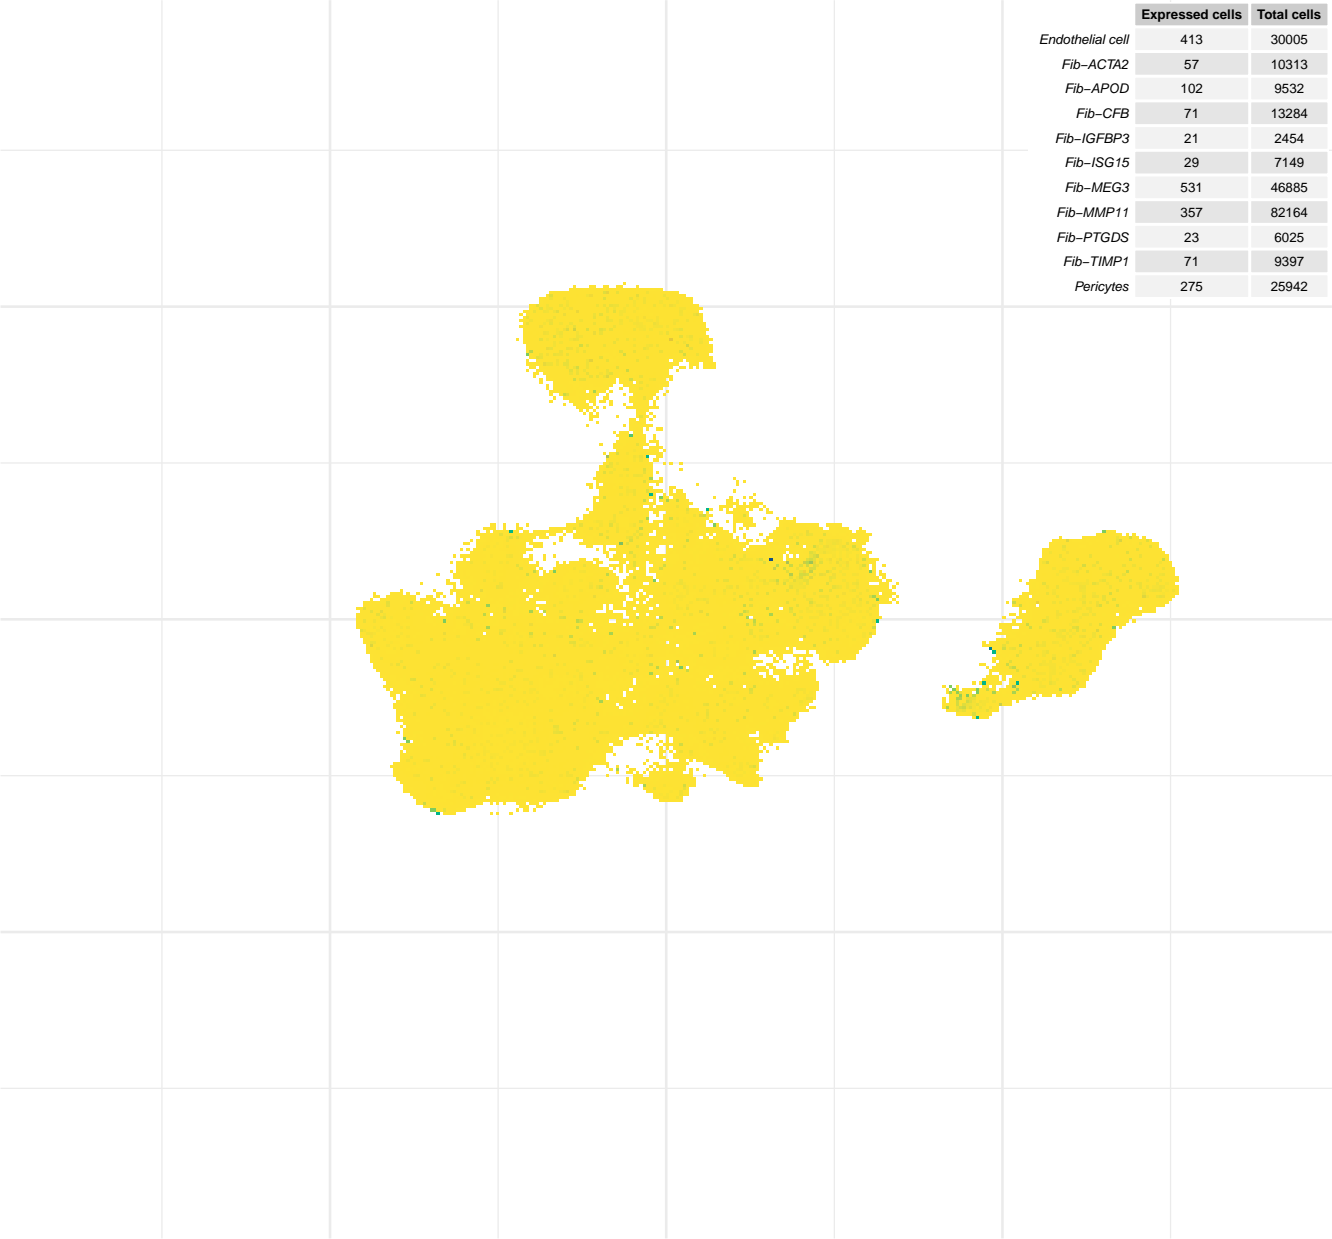 Expressed cells Total cells
Endothelial cell 413 30005
Fib−ACTA2 57 10313
Fib−APOD 102 9532
Fib−CFB 71 13284
Fib−IGFBP3 21 2454
Fib−ISG15 29 7149
Fib−MEG3 531 46885
Fib−MMP11 357 82164
Fib−PTGDS 23 6025
Fib−TIMP1 71 9397
Pericytes 275 25942